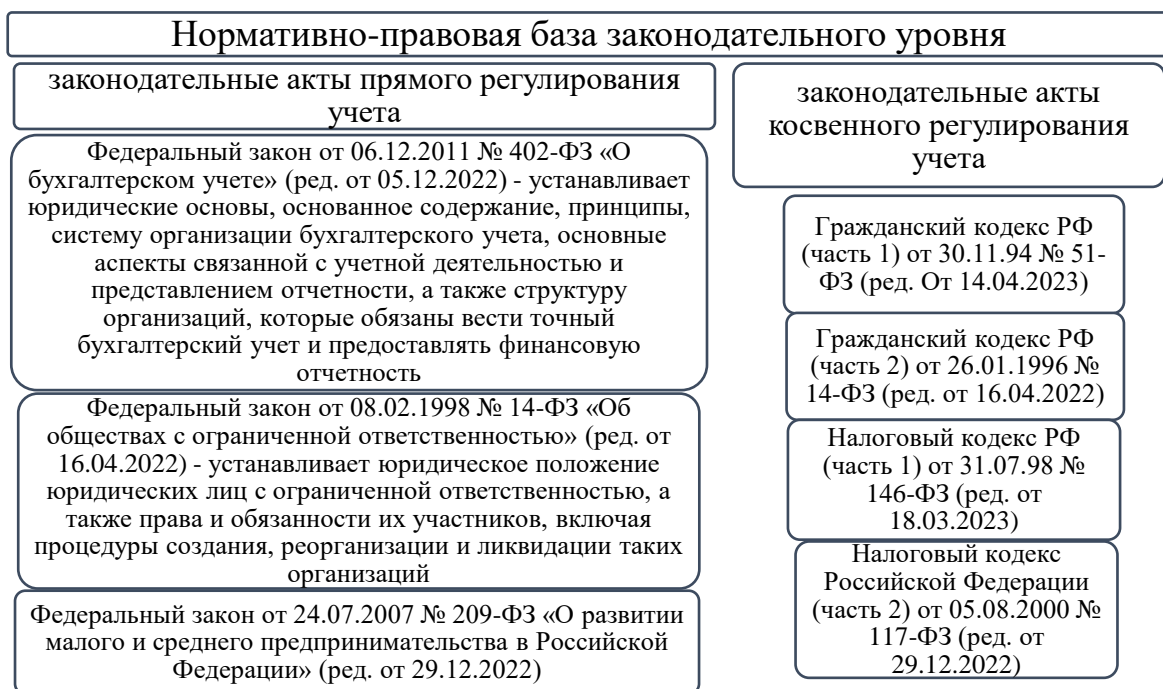 Нормативно-правовая база законодательного уровня
законодательные акты прямого регулирования
учета
Федеральный закон от 06.12.2011 № 402-ФЗ «О
бухгалтерском учете» (ред. от 05.12.2022) - устанавливает
юридические основы, основанное содержание, принципы,
систему организации бухгалтерского учета, основные
аспекты связанной с учетной деятельностью и
представлением отчетности, а также структуру
организаций, которые обязаны вести точный
бухгалтерский учет и предоставлять финансовую
отчетность
Федеральный закон от 08.02.1998 № 14-ФЗ «Об
обществах с ограниченной ответственностью» (ред. от
16.04.2022) - устанавливает юридическое положение
юридических лиц с ограниченной ответственностью, а
также права и обязанности их участников, включая
процедуры создания, реорганизации и ликвидации таких
организаций
Федеральный закон от 24.07.2007 № 209-ФЗ «О развитии
малого и среднего предпринимательства в Российской
Федерации» (ред. от 29.12.2022)
законодательные акты
косвенного регулирования
учета
Гражданский кодекс РФ
(часть 1) от 30.11.94 № 51-
ФЗ (ред. От 14.04.2023)
Гражданский кодекс РФ
(часть 2) от 26.01.1996 №
14-ФЗ (ред. от 16.04.2022)
Налоговый кодекс РФ
(часть 1) от 31.07.98 №
146-ФЗ (ред. от
18.03.2023)
Налоговый кодекс
Российской Федерации
(часть 2) от 05.08.2000 №
117-ФЗ (ред. от
29.12.2022)